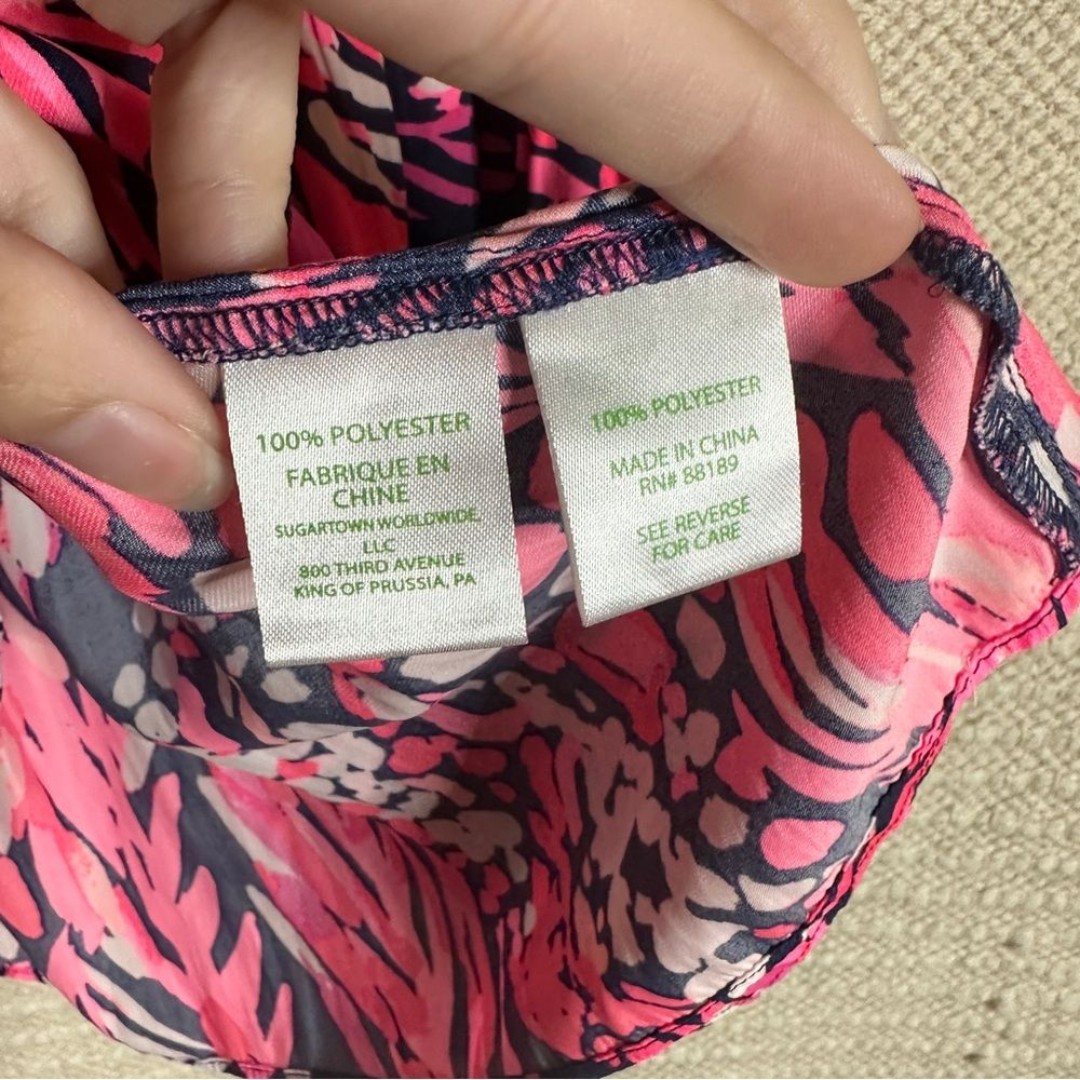 100% POLYESTER
FABRIQUE EN
CHINE
SUGARTOWN WORLDWIDE,
LLC
800 THIRD AVENUE
KING OF PRUSSIA, PA
100% POLYESTER
MADE IN CHINA
RN# 88189
SEE REVERSE
FOR CARE